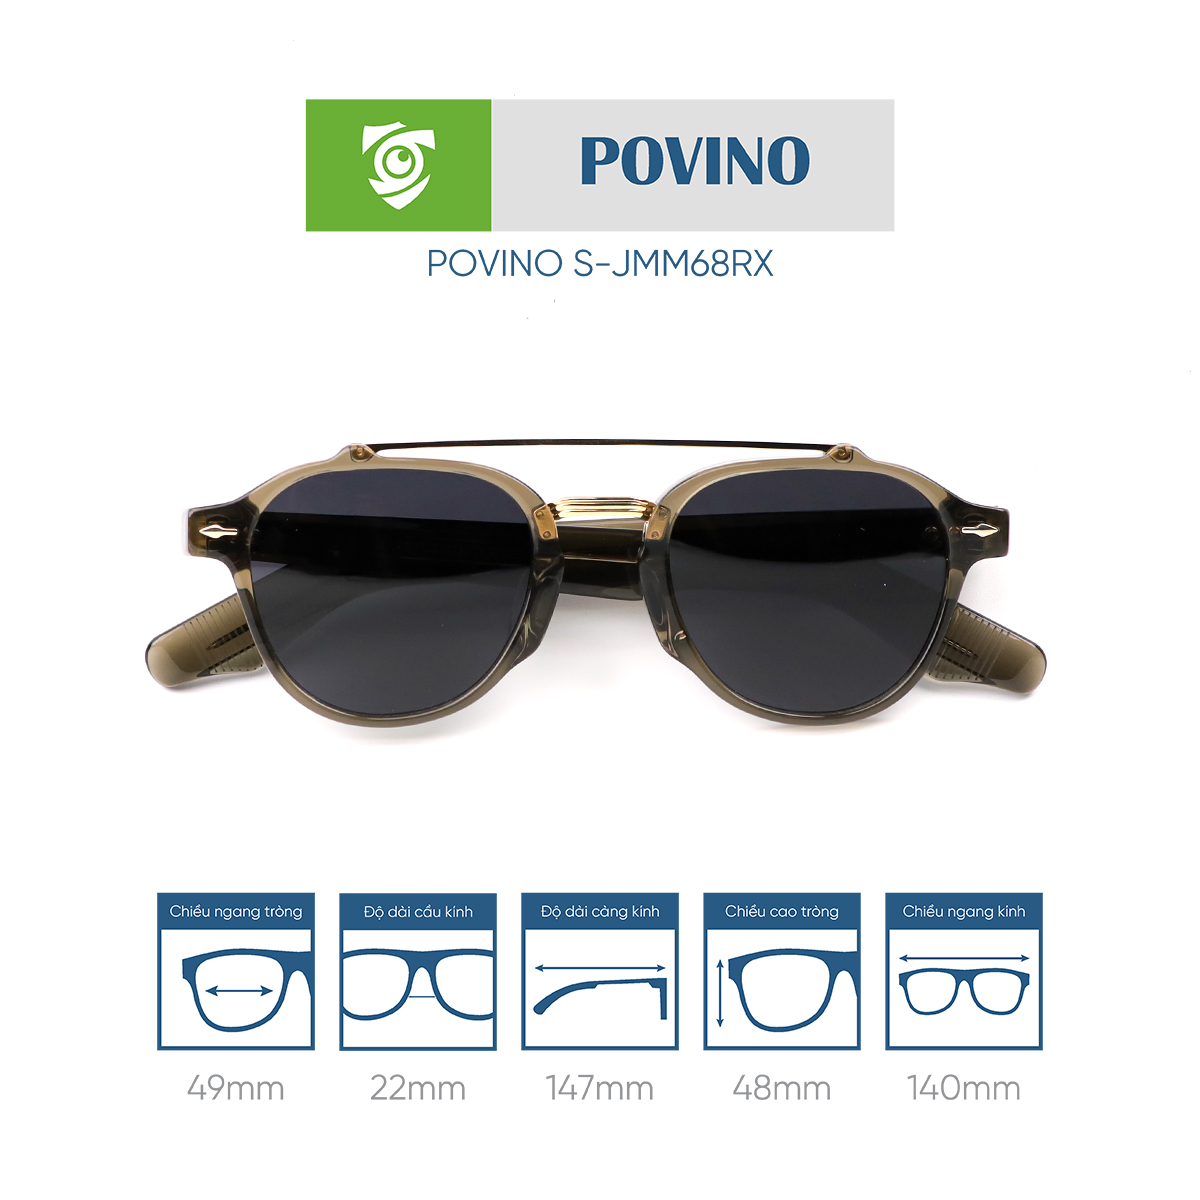 POVINO
POVINO S-JMM68RX
Chiều ngang tròng
Độ dài cầu kính
Độ dài càng kính
Chiều cao tròng
Chiều ngang kính
49mm
22mm
147mm
48mm
140mm